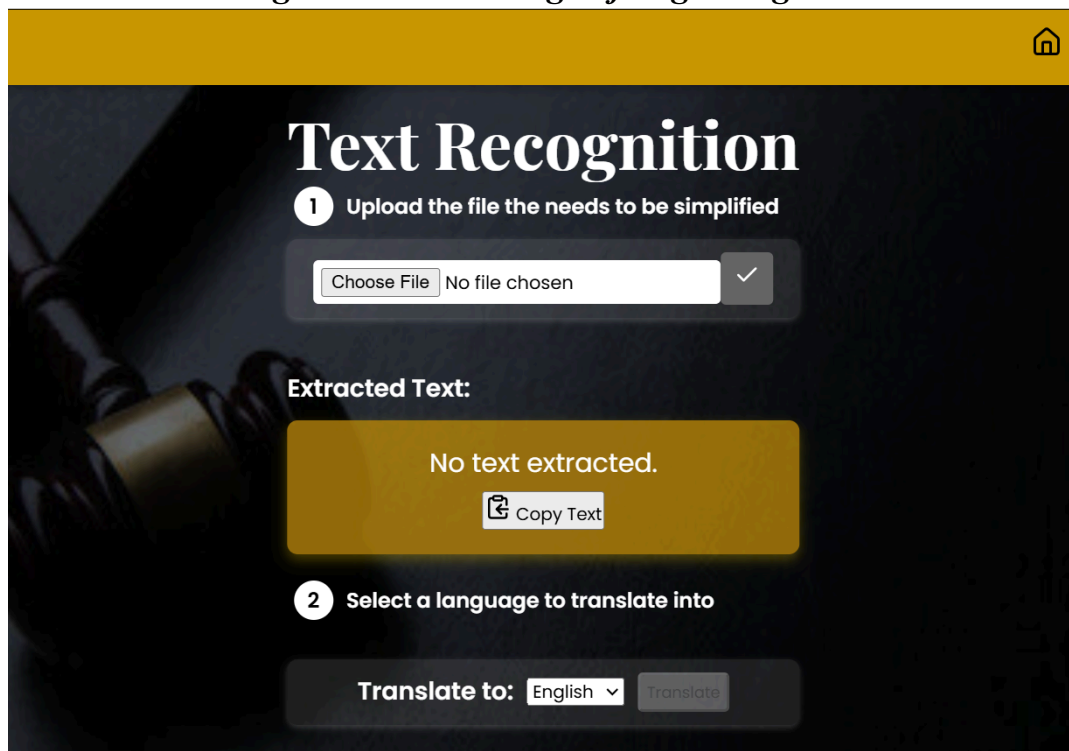 Text Recognition
1 Upload the file the needs to be simplified
Choose File No file chosen
Extracted Text:
No text extracted.
Copy Text
2 Select a language to translate into
Translate to: English Translate